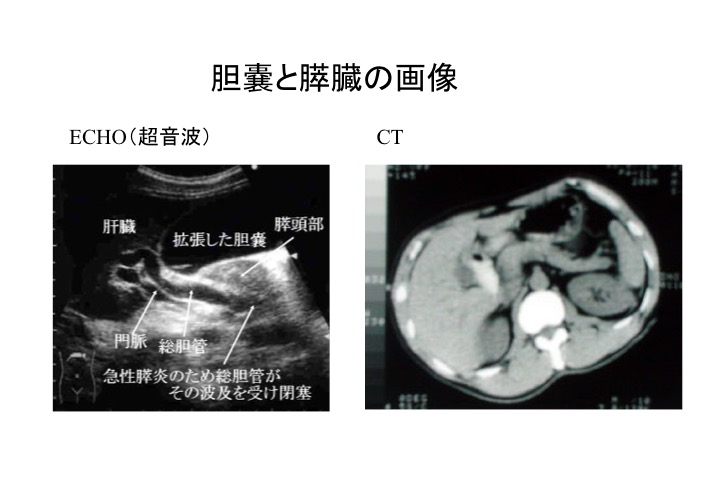 胆嚢と膵臓の画像
ECHO（超音波）
CT
肝臓
膵頭部
拡張した胆嚢
門脈
総胆管
急性膵炎のため総胆管が
その波及を受け閉塞